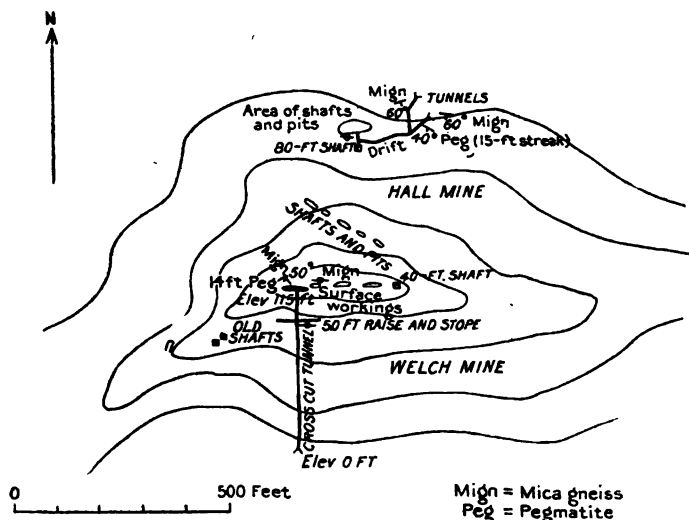 N
Mign
60°
TUNNELS
Area of shafts
and pits
60° Mign
40° Peg (15-ft streak)
80-FT SHAFT
Drift
HALL MINE
SHAFTS AND PITS
Mign 50°
Mign
40-FT. SHAFT
14ft Peg
Surface
workings
Elev 115 ft
50 FT RAISE AND STOPE
OLD
SHAFTS
CROSS CUT TUNNEL
WELCH MINE
Elev 0 FT
0
500 Feet
Mign = Mica gneiss
Peg = Pegmatite